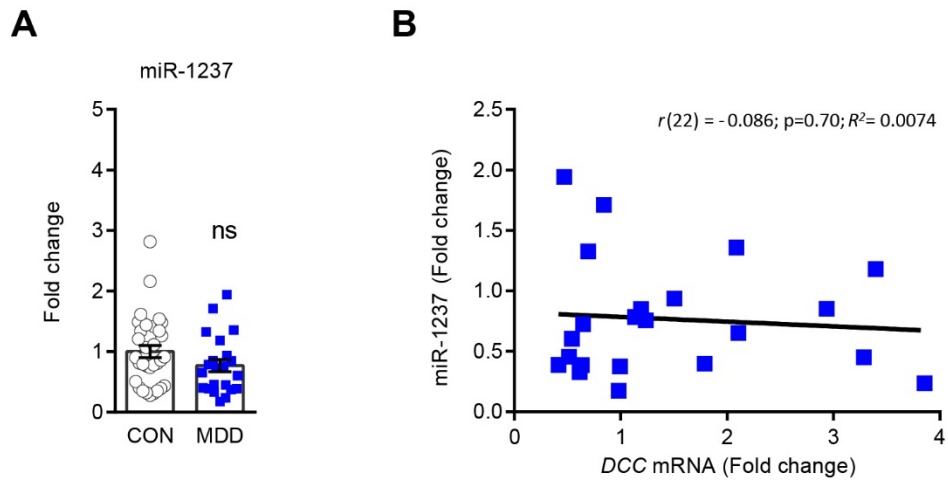 A
miR-1237
Fold change
5
4
3
2
1
0
ns
CON MDD
B
r(22) = -0.086; p=0.70; R²= 0.0074
miR-1237 (Fold change)
2.5
2.0
1.5
1.0
0.5
0.0
0 1 2 3 4
DCC mRNA (Fold change)